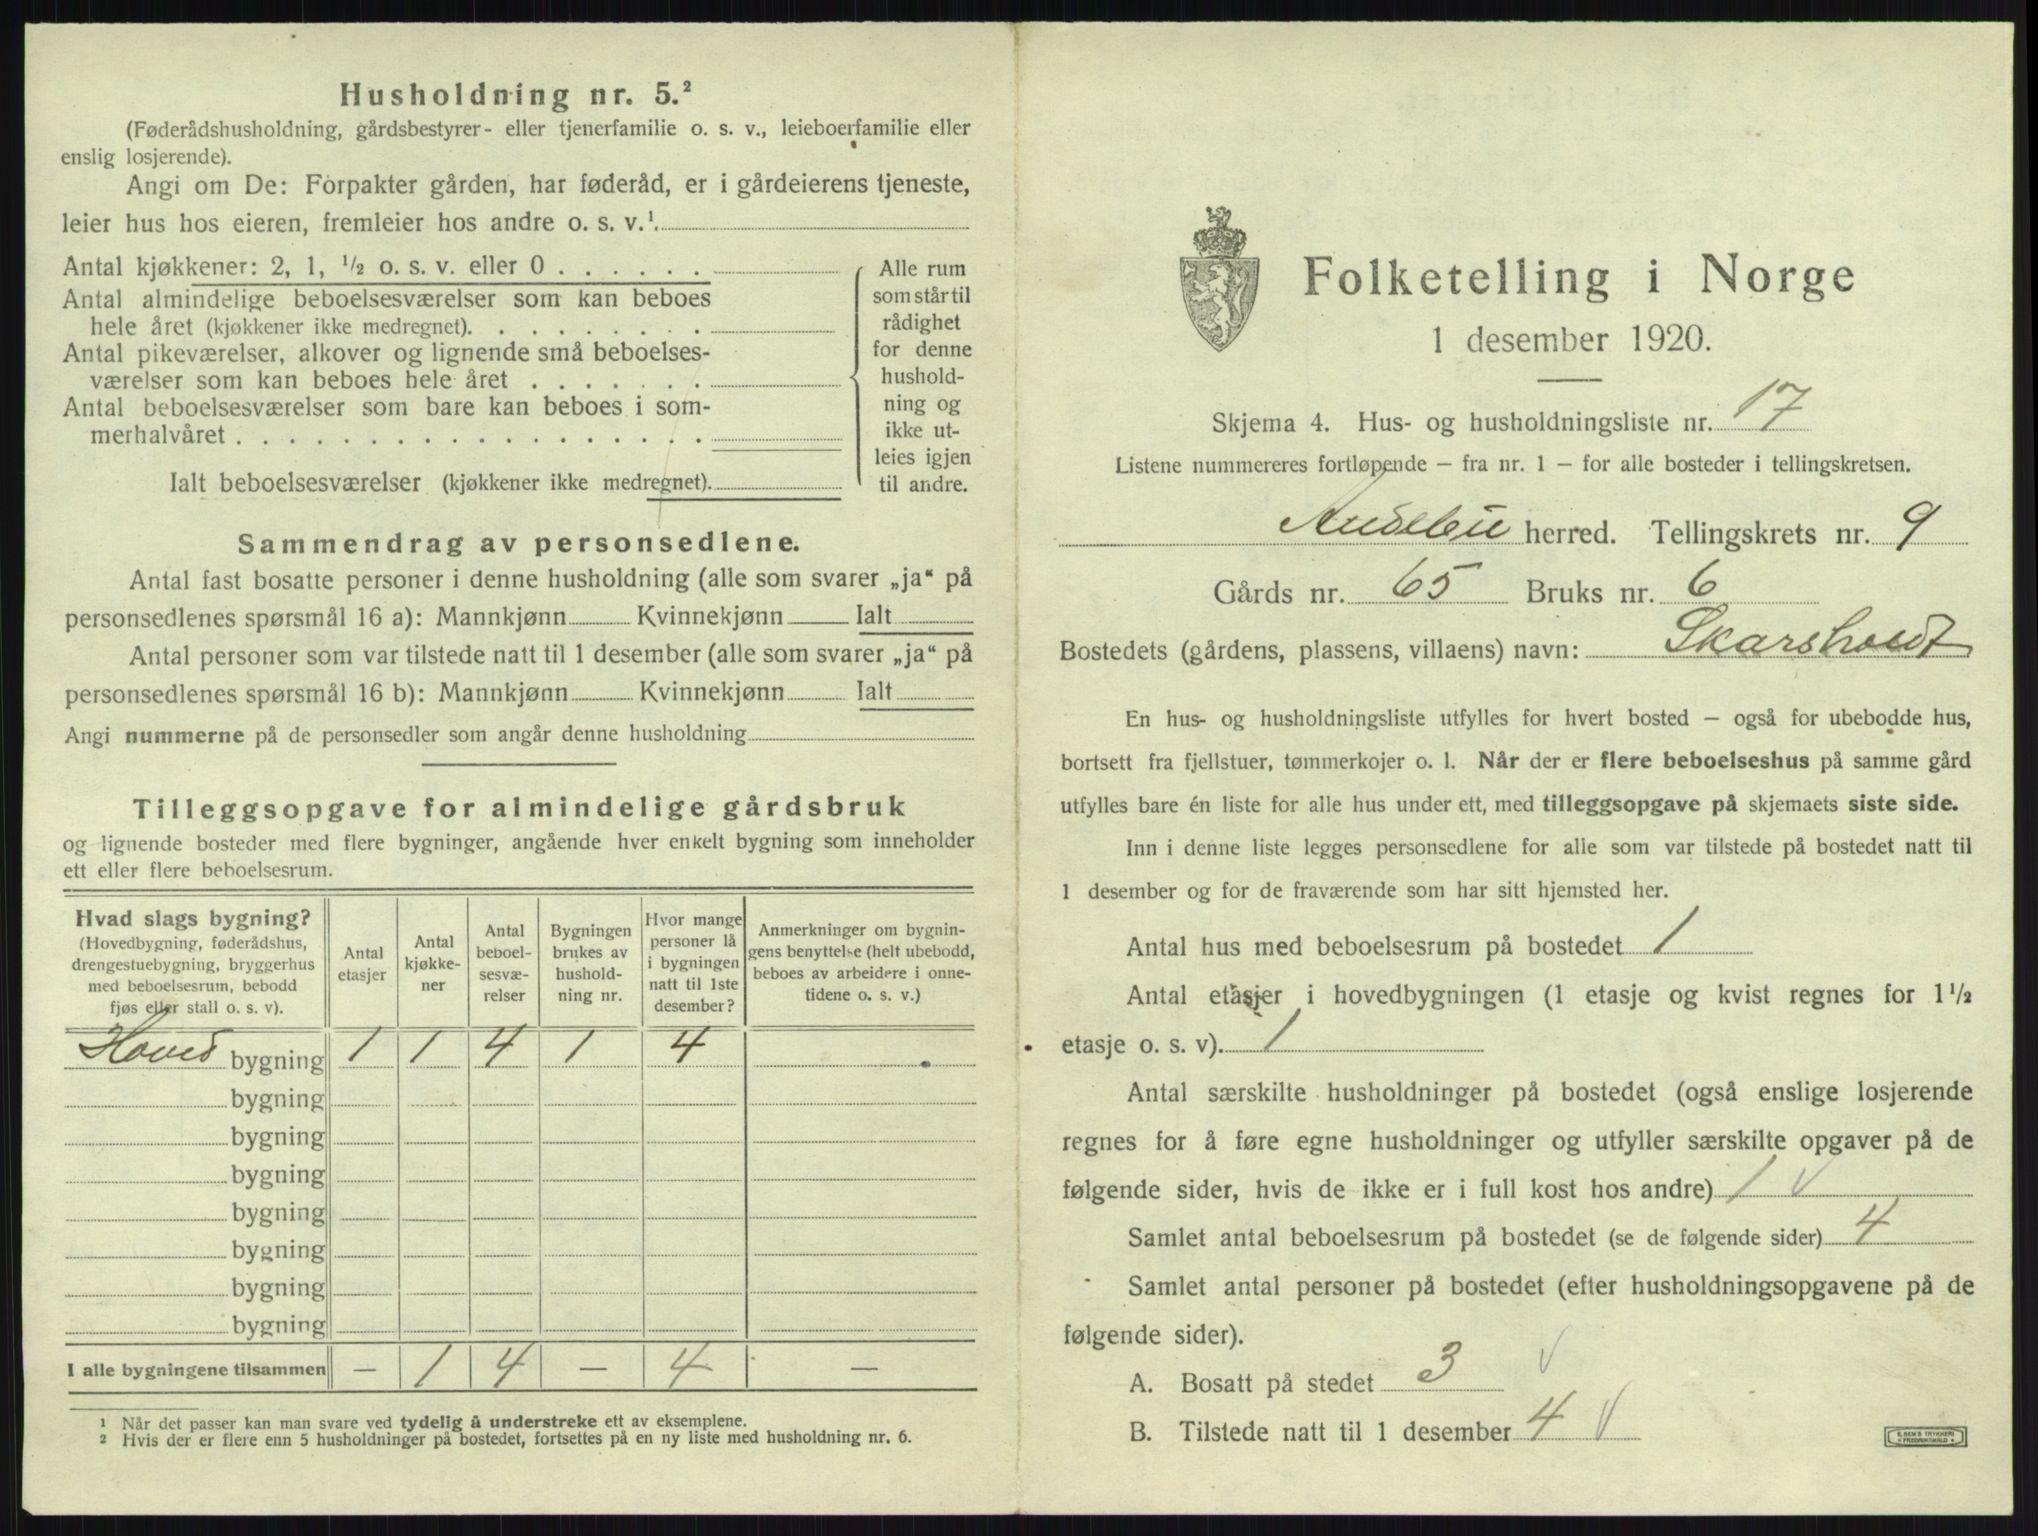 Husholdning nr. 5.²
(Føderådshusholdning, gårdsbestyrer- eller tjenerfamilie o. s. v., leieboerfamilie eller
enslig losjerende).
Angi om De: Forpakter gården, har føderåd, er i gårdeierens tjeneste,
leier hus hos eieren, fremleier hos andre o. s. v.¹.
Antal kjøkkener: 2, 1, ½ o. s. v. eller 0 . . . . . .
Antal almindelige beboelsesværelser som kan beboes
hele året (kjøkkener ikke medregnet). . . . . . . . .
Antal pikeværelser, alkover og lignende små beboelses-
værelser som kan beboes hele året . . . . . . .
Antal beboelsesværelser som bare kan beboes i som-
merhalvåret . . . . . . . . . . . . . . . . . .
Ialt beboelsesværelser (kjøkkener ikke medregnet).
Alle rum
som står til
rådighet
for denne
hushold-
ning og
ikke ut-
leies igjen
til andre.
Sammendrag av personsedlene.
Antal fast bosatte personer i denne husholdning (alle som svarer „ja“ på
personsedlenes spørsmål 16 a): Mannkjønn Kvinnekjønn Ialt
Antal personer som var tilstede natt til 1 desember (alle som svarer „ja“ på
personsedlenes spørsmål 16 b): Mannkjønn Kvinnekjønn Ialt
Angi nummerne på de personsedler som angår denne husholdning
Tilleggsopgave for almindelige gårdsbruk
og lignende bosteder med flere bygninger, angående hver enkelt bygning som inneholder
ett eller flere beboelsesrum.
Hvad slags bygning?
(Hovedbygning, føderådshus,
drengestuebygning, bryggerhus
med beboelsesrum, bebodd
fjøs eller stall o. s. v).
Antal
etasjer
Antal
kjøkke-
ner
Antal
beboel-
sesvæ-
relser
Bygningen
brukes av
hushold-
ning nr.
Hvor mange
personer lå
i bygningen
natt til 1ste
desember?
Anmerkninger om bygnin-
gens benyttelse (helt ubebodd,
beboes av arbeidere i onne-
tidene o. s. v.)
Hoved bygning 1 1 4 1 4
bygning
bygning
bygning
bygning
bygning
bygning
bygning
I alle bygningene tilsammen — 1 4 — 4 —
¹ Når det passer kan man svare ved tydelig å understreke ett av eksemplene.
² Hvis der er flere enn 5 husholdninger på bostedet, fortsettes på en ny liste med husholdning nr. 6.
Folketelling i Norge
1 desember 1920.
Skjema 4. Hus- og husholdningsliste nr. 17
Listene nummereres fortløpende — fra nr. 1 — for alle bosteder i tellingskretsen.
Andebu herred. Tellingskrets nr. 9
Gårds nr. 65 Bruks nr. 6
Bostedets (gårdens, plassens, villaens) navn: Skarsholdt
En hus- og husholdningsliste utfylles for hvert bosted — også for ubebodde hus,
bortsett fra fjellstuer, tømmerkojer o. l. Når der er flere beboelseshus på samme gård
utfylles bare én liste for alle hus under ett, med tilleggsopgave på skjemaets siste side.
Inn i denne liste legges personsedlene for alle som var tilstede på bostedet natt til
1 desember og for de fraværende som har sitt hjemsted her.
Antal hus med beboelsesrum på bostedet 1
Antal etasjer i hovedbygningen (1 etasje og kvist regnes for 1½
etasje o. s. v). 1
Antal særskilte husholdninger på bostedet (også enslige losjerende
regnes for å føre egne husholdninger og utfyller særskilte opgaver på de
følgende sider, hvis de ikke er i full kost hos andre) 1 √
Samlet antal beboelsesrum på bostedet (se de følgende sider) 4
Samlet antal personer på bostedet (efter husholdningsopgavene på de
følgende sider).
A. Bosatt på stedet 3 √
B. Tilstede natt til 1 desember 4 √